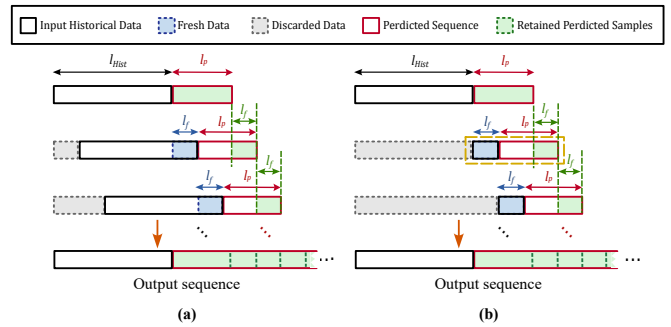 Input Historical Data Fresh Data Discarded Data Perdicted Sequence Retained Perdicted Samples
l_Hist l_p l_Hist l_p
l_f l_p l_f l_f l_p l_f
l_f l_p l_f l_f l_p l_f
... ... ... ...
... ...
Output sequence Output sequence
(a) (b)